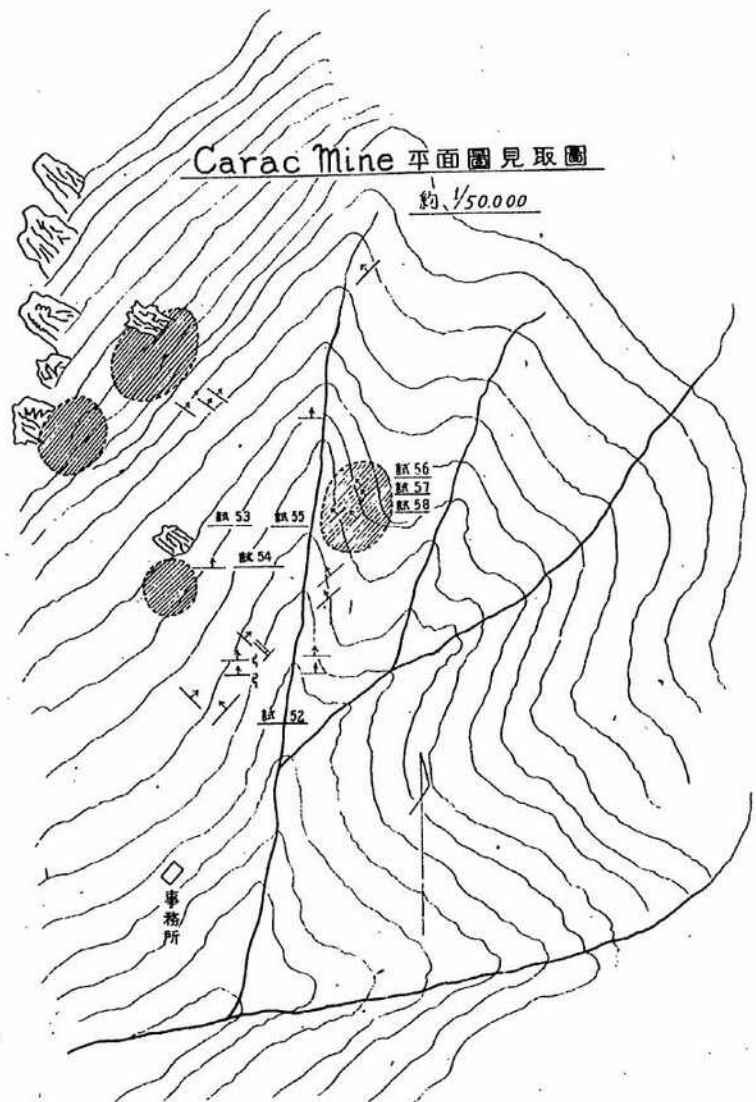 Carac Mine 平面圖見取圖
約、1/50.000
試 56
試 57
試 58
試 53
試 55
試 54
試 52
事務所